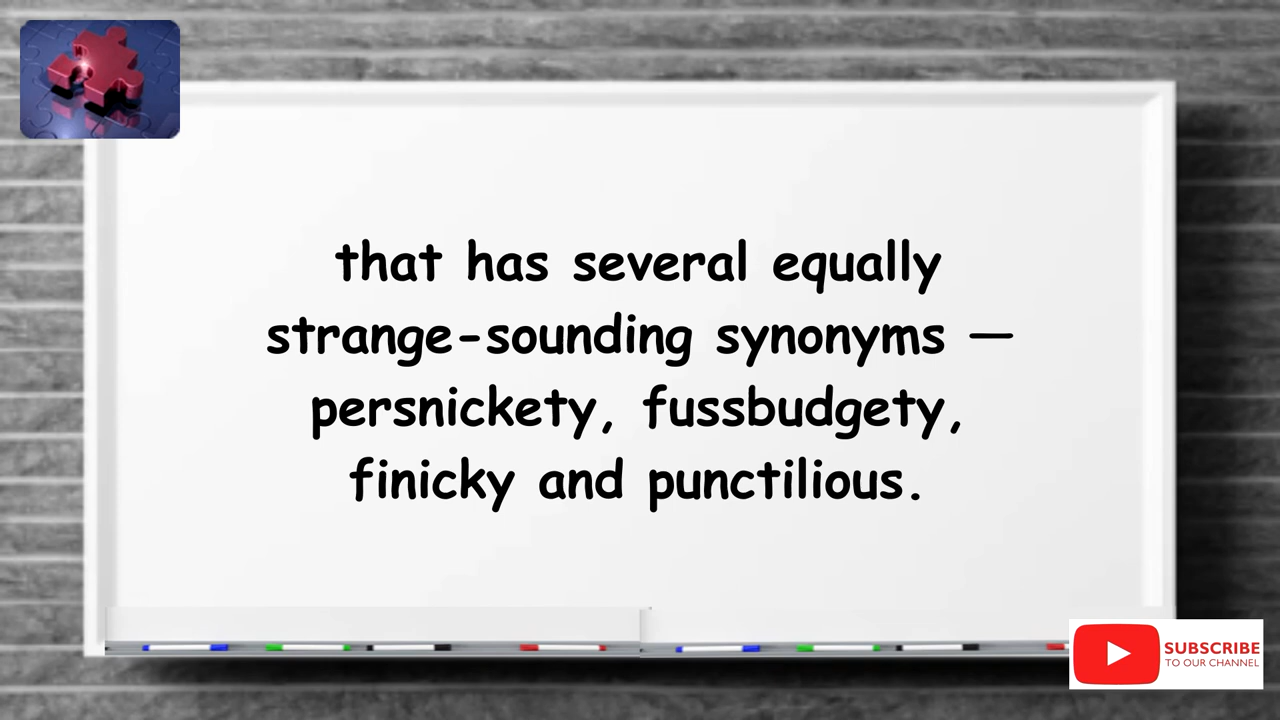 that has several equally
strange-sounding synonyms —
persnickety, fussbudgety,
finicky and punctilious.
SUBSCRIBE
TO OUR CHANNEL